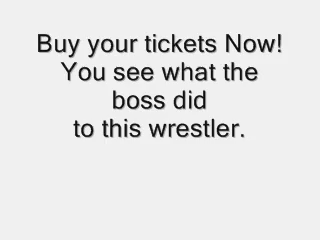 Buy your tickets Now!
You see what the
boss did
to this wrestler.